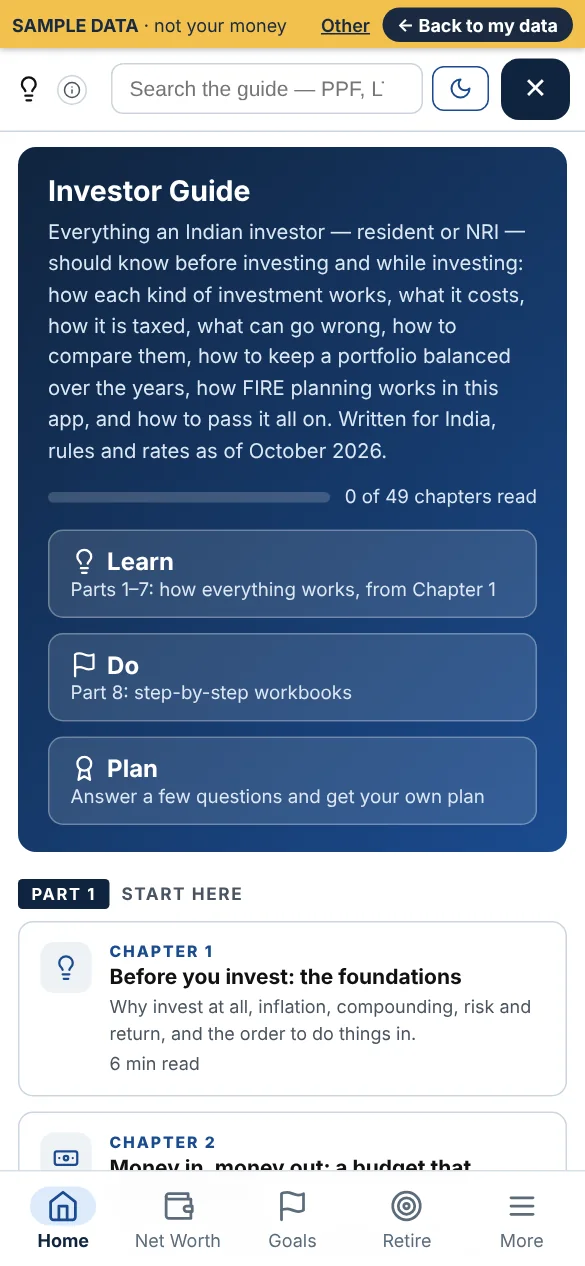 SAMPLE DATA · not your money Other ← Back to my data
Search the guide — PPF, LT
Investor Guide
Everything an Indian investor — resident or NRI —
should know before investing and while investing:
how each kind of investment works, what it costs,
how it is taxed, what can go wrong, how to
compare them, how to keep a portfolio balanced
over the years, how FIRE planning works in this
app, and how to pass it all on. Written for India,
rules and rates as of October 2026.
0 of 49 chapters read
Learn
Parts 1–7: how everything works, from Chapter 1
Do
Part 8: step-by-step workbooks
Plan
Answer a few questions and get your own plan
PART 1 START HERE
CHAPTER 1
Before you invest: the foundations
Why invest at all, inflation, compounding, risk and
return, and the order to do things in.
6 min read
CHAPTER 2
Money in, money out: a budget that
Home Net Worth Goals Retire More